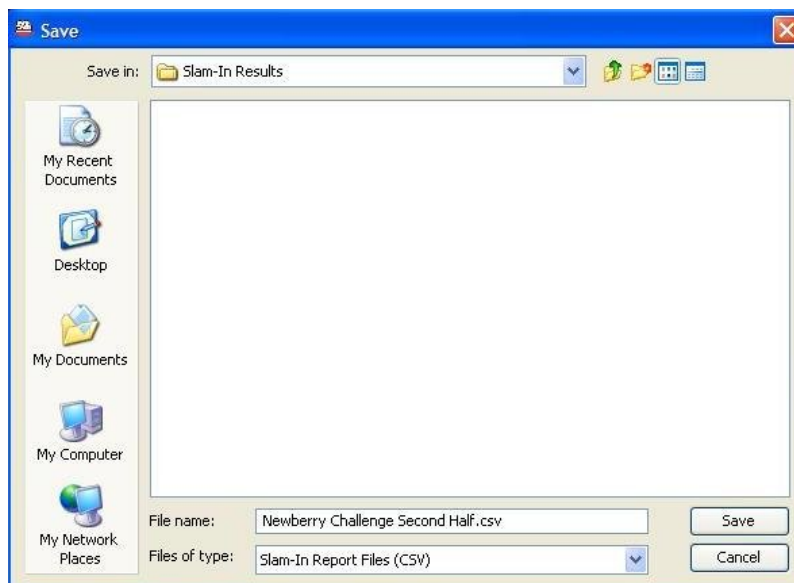 Save
Save in: Slam-In Results
My Recent
Documents
Desktop
My Documents
My Computer
My Network
Places
File name: Newberry Challenge Second Half.csv
Save
Files of type: Slam-In Report Files (CSV)
Cancel